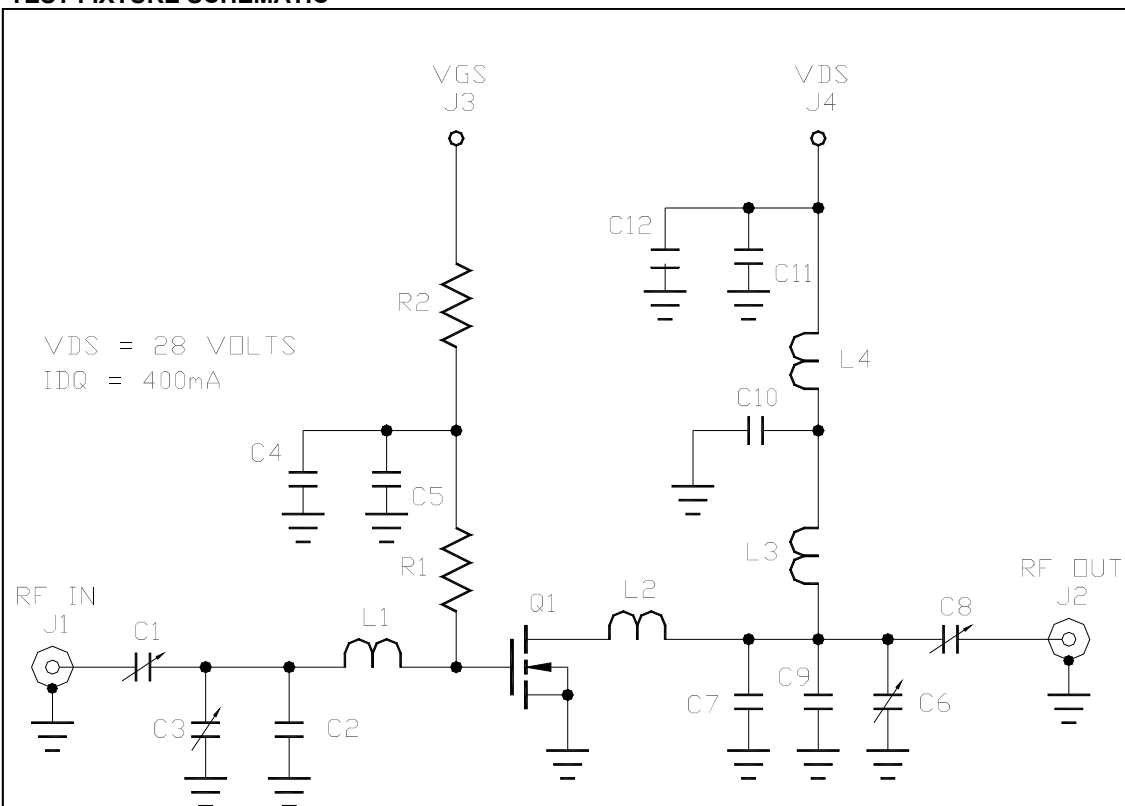 TEST FIXTURE SCHEMATIC
VGS
J3
VDS
J4
C12
C11
R2
VDS = 28 VOLTS
IDQ = 400mA
L4
C10
C4
C5
R1
L3
RF IN
J1
C1
L1
Q1
L2
C8
RF OUT
J2
C3
C2
C7
C9
C6